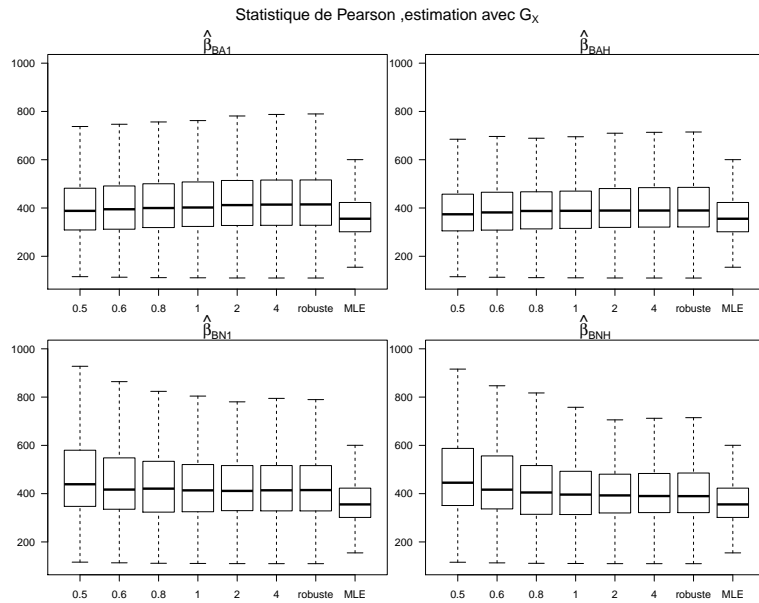 Statistique de Pearson ,estimation avec G_X
β̂_BA1
1000
800
600
400
200
0.5 0.6 0.8 1 2 4 robuste MLE
β̂_BAH
1000
800
600
400
200
0.5 0.6 0.8 1 2 4 robuste MLE
β̂_BN1
1000
800
600
400
200
0.5 0.6 0.8 1 2 4 robuste MLE
β̂_BNH
1000
800
600
400
200
0.5 0.6 0.8 1 2 4 robuste MLE